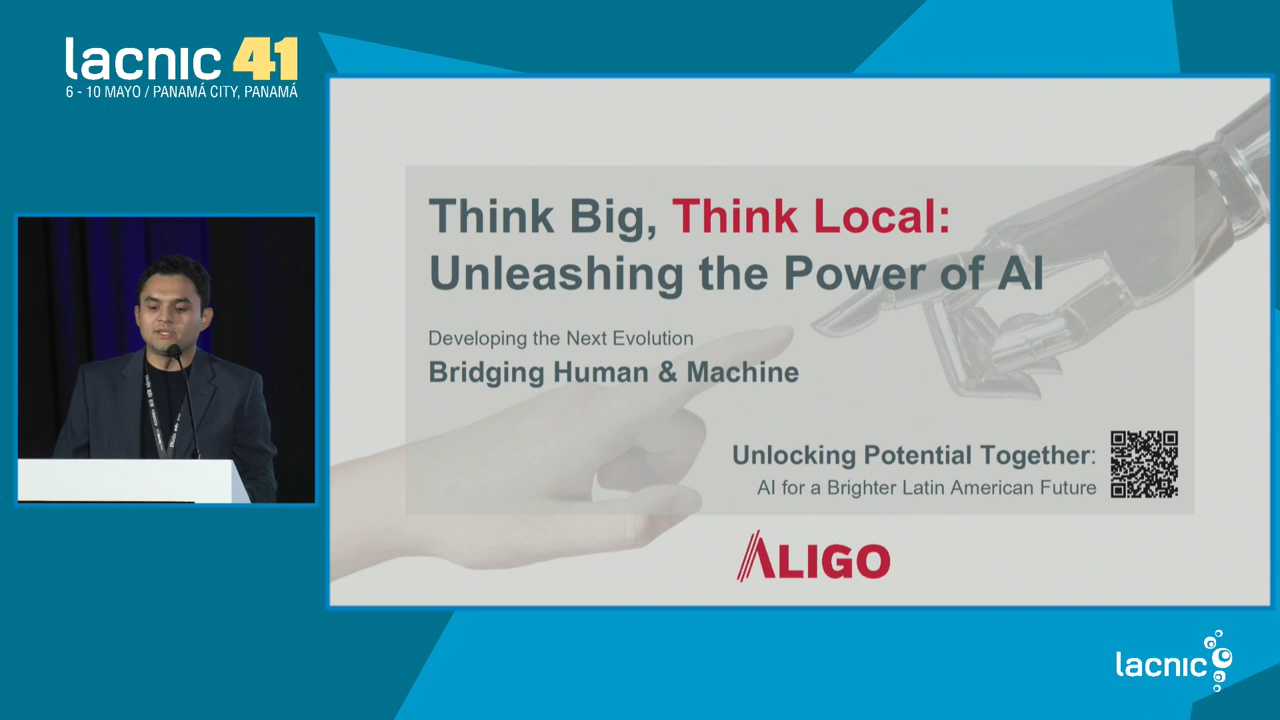 lacnic 41
6 - 10 MAYO / PANAMÁ CITY, PANAMÁ
Think Big, Think Local:
Unleashing the Power of AI
Developing the Next Evolution
Bridging Human & Machine
Unlocking Potential Together:
AI for a Brighter Latin American Future
ALIGO
lacnic